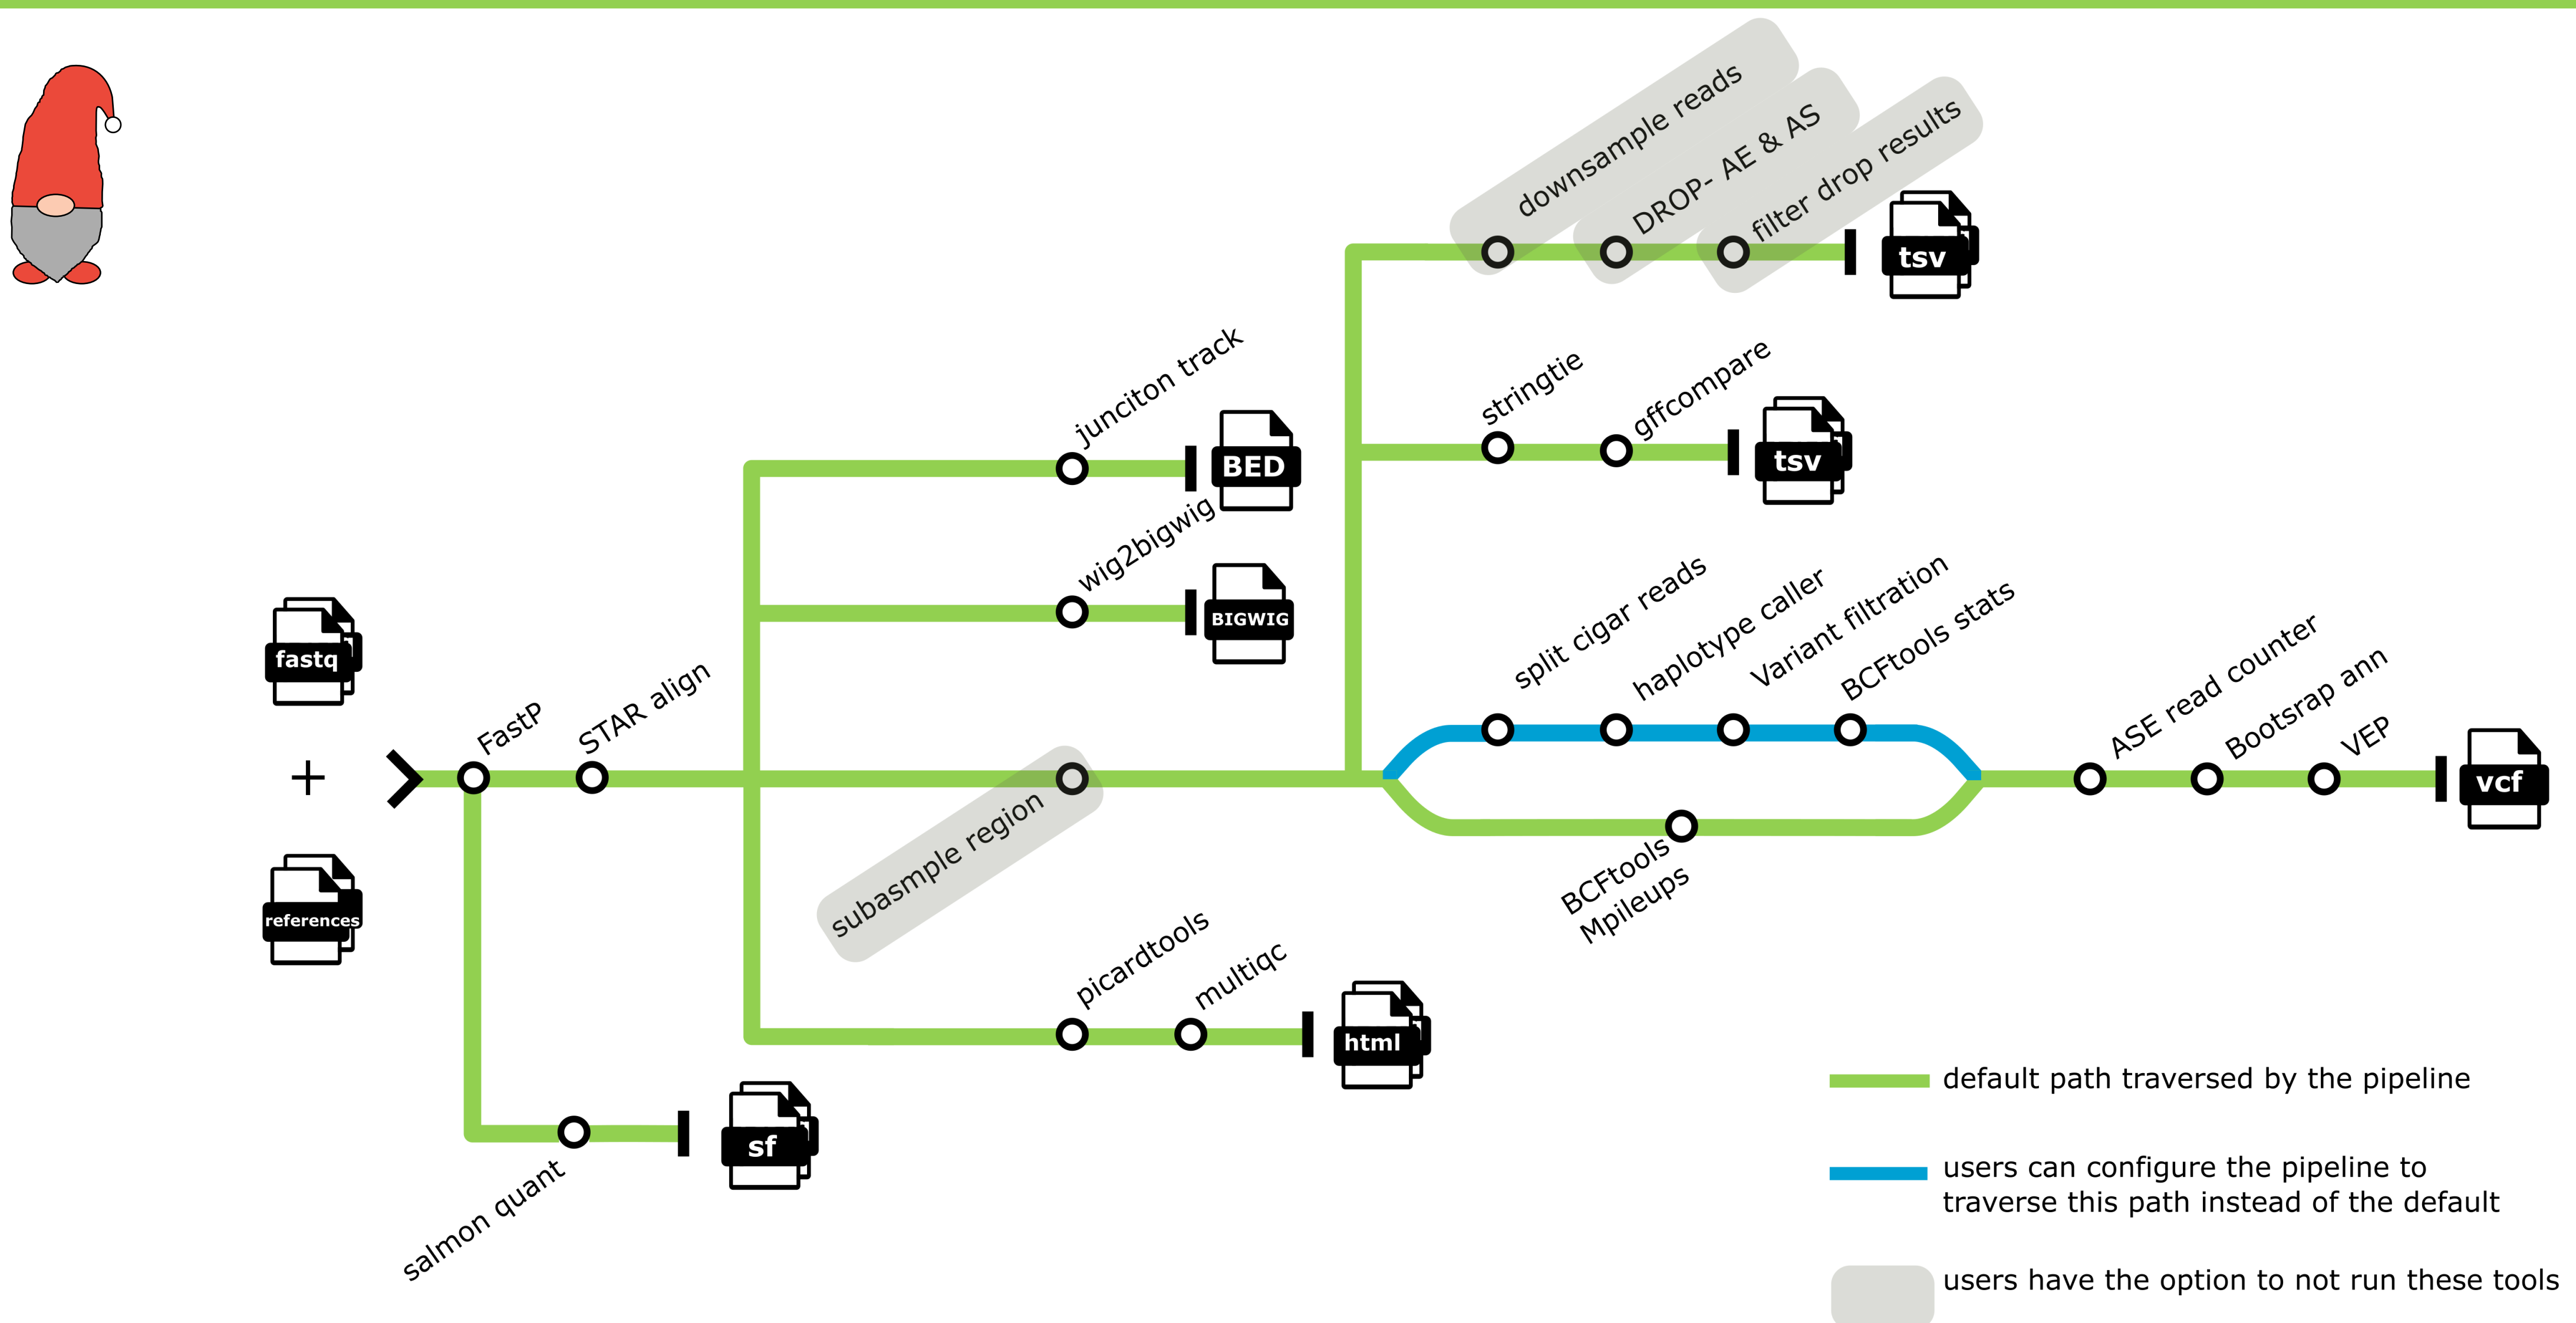 downsample reads
DROP- AE & AS
filter drop results
tsv
junciton track
BED
stringtie
gffcompare
tsv
wig2bigwig
BIGWIG
split cigar reads
haplotype caller
Variant filtration
BCFtools stats
fastq
+
references
FastP
STAR align
subasmple region
BCFtools
Mpileups
ASE read counter
Bootsrap ann
VEP
vcf
picardtools
multiqc
html
salmon quant
sf
default path traversed by the pipeline
users can configure the pipeline to
traverse this path instead of the default
users have the option to not run these tools